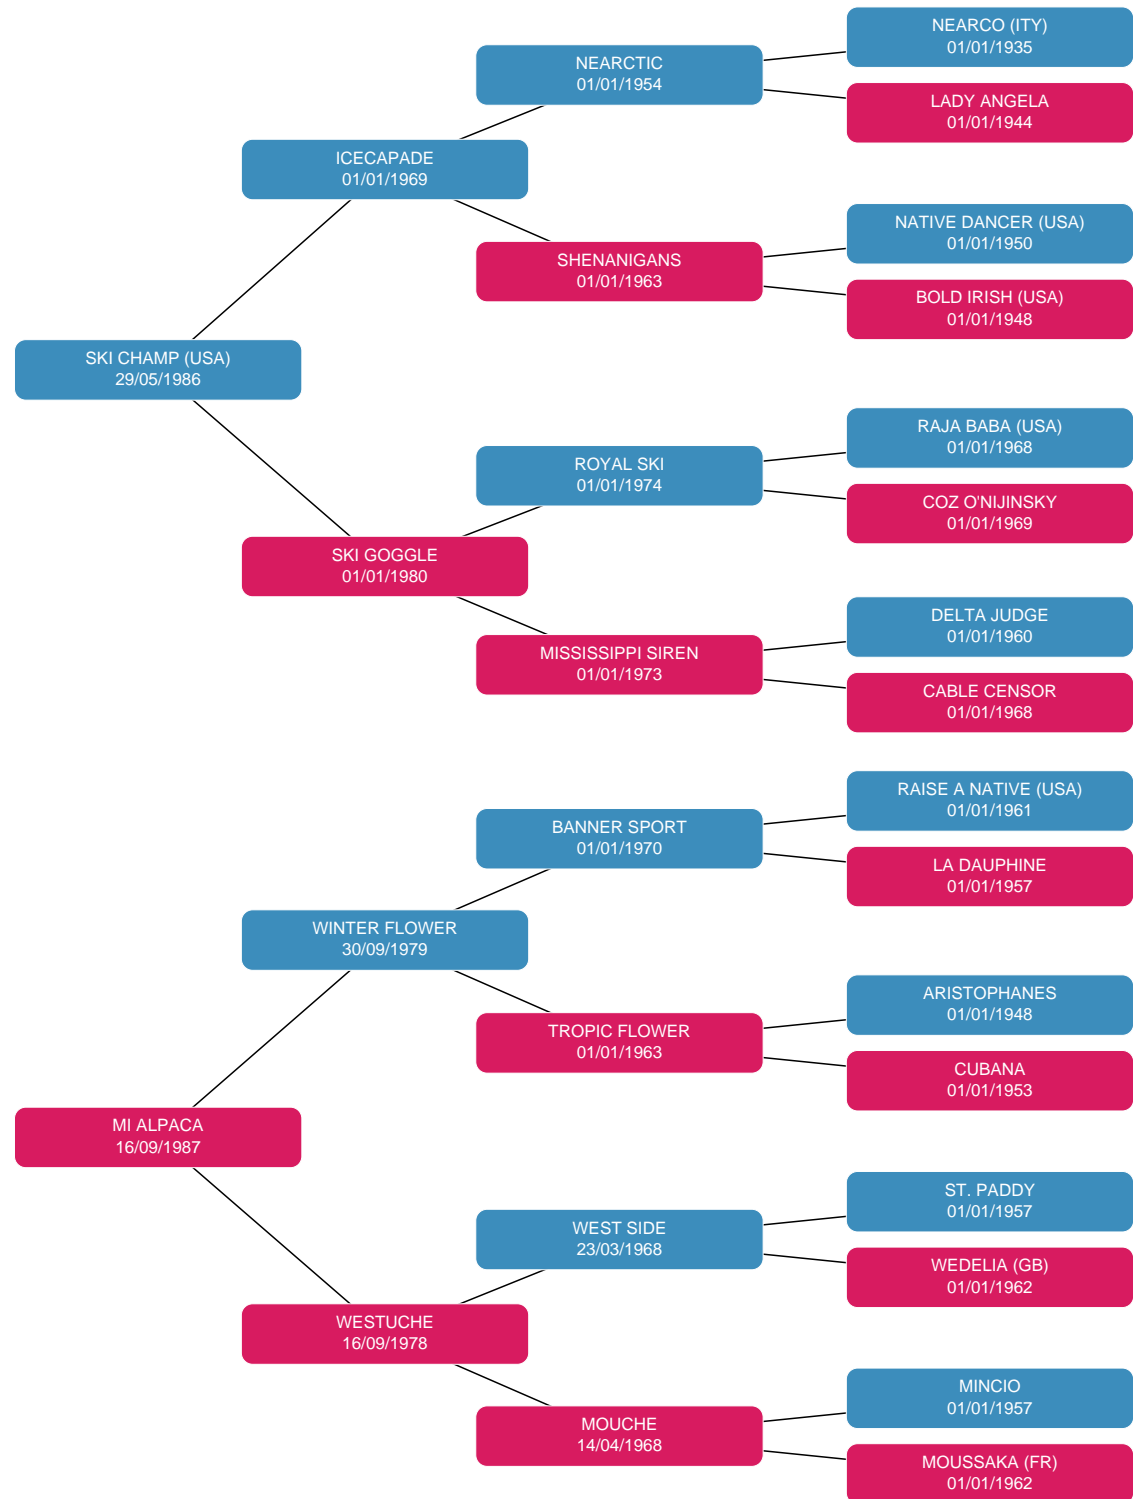 NEARCO (ITY)
01/01/1935
NEARCTIC
01/01/1954
LADY ANGELA
01/01/1944
ICECAPADE
01/01/1969
NATIVE DANCER (USA)
01/01/1950
SHENANIGANS
01/01/1963
BOLD IRISH (USA)
01/01/1948
SKI CHAMP (USA)
29/05/1986
RAJA BABA (USA)
01/01/1968
ROYAL SKI
01/01/1974
COZ O'NIJINSKY
01/01/1969
SKI GOGGLE
01/01/1980
DELTA JUDGE
01/01/1960
MISSISSIPPI SIREN
01/01/1973
CABLE CENSOR
01/01/1968
RAISE A NATIVE (USA)
01/01/1961
BANNER SPORT
01/01/1970
LA DAUPHINE
01/01/1957
WINTER FLOWER
30/09/1979
ARISTOPHANES
01/01/1948
TROPIC FLOWER
01/01/1963
CUBANA
01/01/1953
MI ALPACA
16/09/1987
ST. PADDY
01/01/1957
WEST SIDE
23/03/1968
WEDELIA (GB)
01/01/1962
WESTUCHE
16/09/1978
MINCIO
01/01/1957
MOUCHE
14/04/1968
MOUSSAKA (FR)
01/01/1962